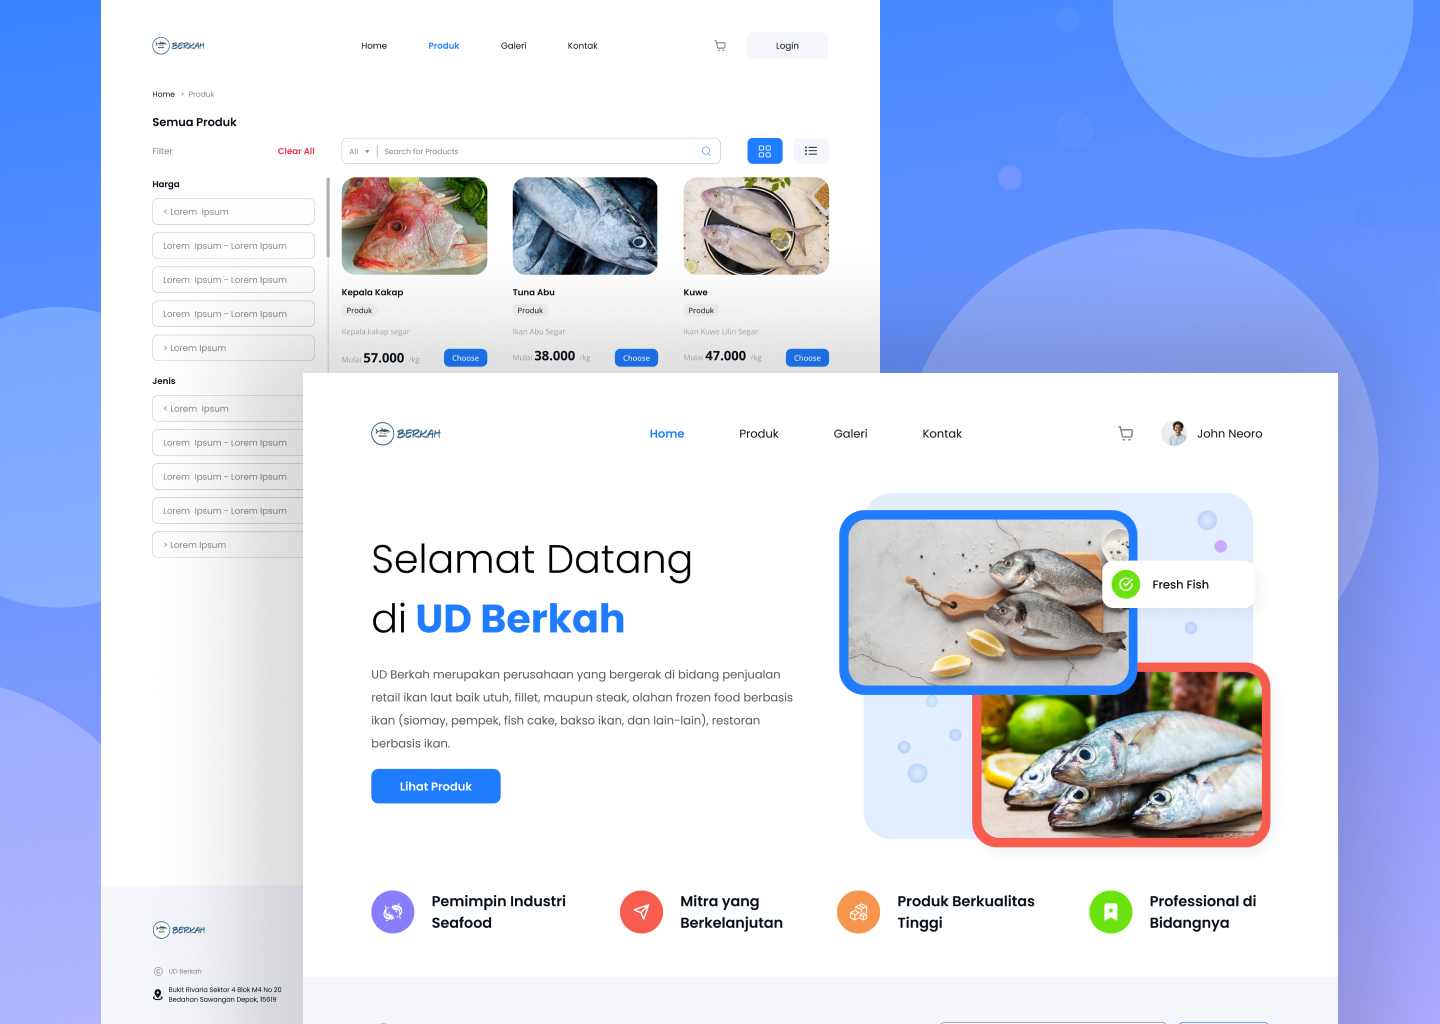 BERKAH
Home Produk Galeri Kontak Login
Home > Produk
Semua Produk
Filter Clear All
All Search for Products
Harga
< Lorem Ipsum
Lorem Ipsum - Lorem Ipsum
Lorem Ipsum - Lorem Ipsum
Lorem Ipsum - Lorem Ipsum
> Lorem Ipsum
Jenis
< Lorem Ipsum
Lorem Ipsum - Lorem Ipsum
Lorem Ipsum - Lorem Ipsum
Lorem Ipsum - Lorem Ipsum
> Lorem Ipsum
Kepala Kakap
Produk
Kepala kakap segar
Mulai 57.000 /kg Choose
Tuna Abu
Produk
Ikan Abu Segar
Mulai 38.000 /kg Choose
Kuwe
Produk
Ikan Kuwe Lilin Segar
Mulai 47.000 /kg Choose
BERKAH
© UD Berkah
Bukit Rivaria Sektor 4 Blok M4 No 20
Bedahan Sawangan Depok, 15619
BERKAH
Home Produk Galeri Kontak John Neoro
Selamat Datang
di UD Berkah
UD Berkah merupakan perusahaan yang bergerak di bidang penjualan
retail ikan laut baik utuh, fillet, maupun steak, olahan frozen food berbasis
ikan (siomay, pempek, fish cake, bakso ikan, dan lain-lain), restoran
berbasis ikan.
Lihat Produk
Fresh Fish
Pemimpin Industri
Seafood
Mitra yang
Berkelanjutan
Produk Berkualitas
Tinggi
Professional di
Bidangnya